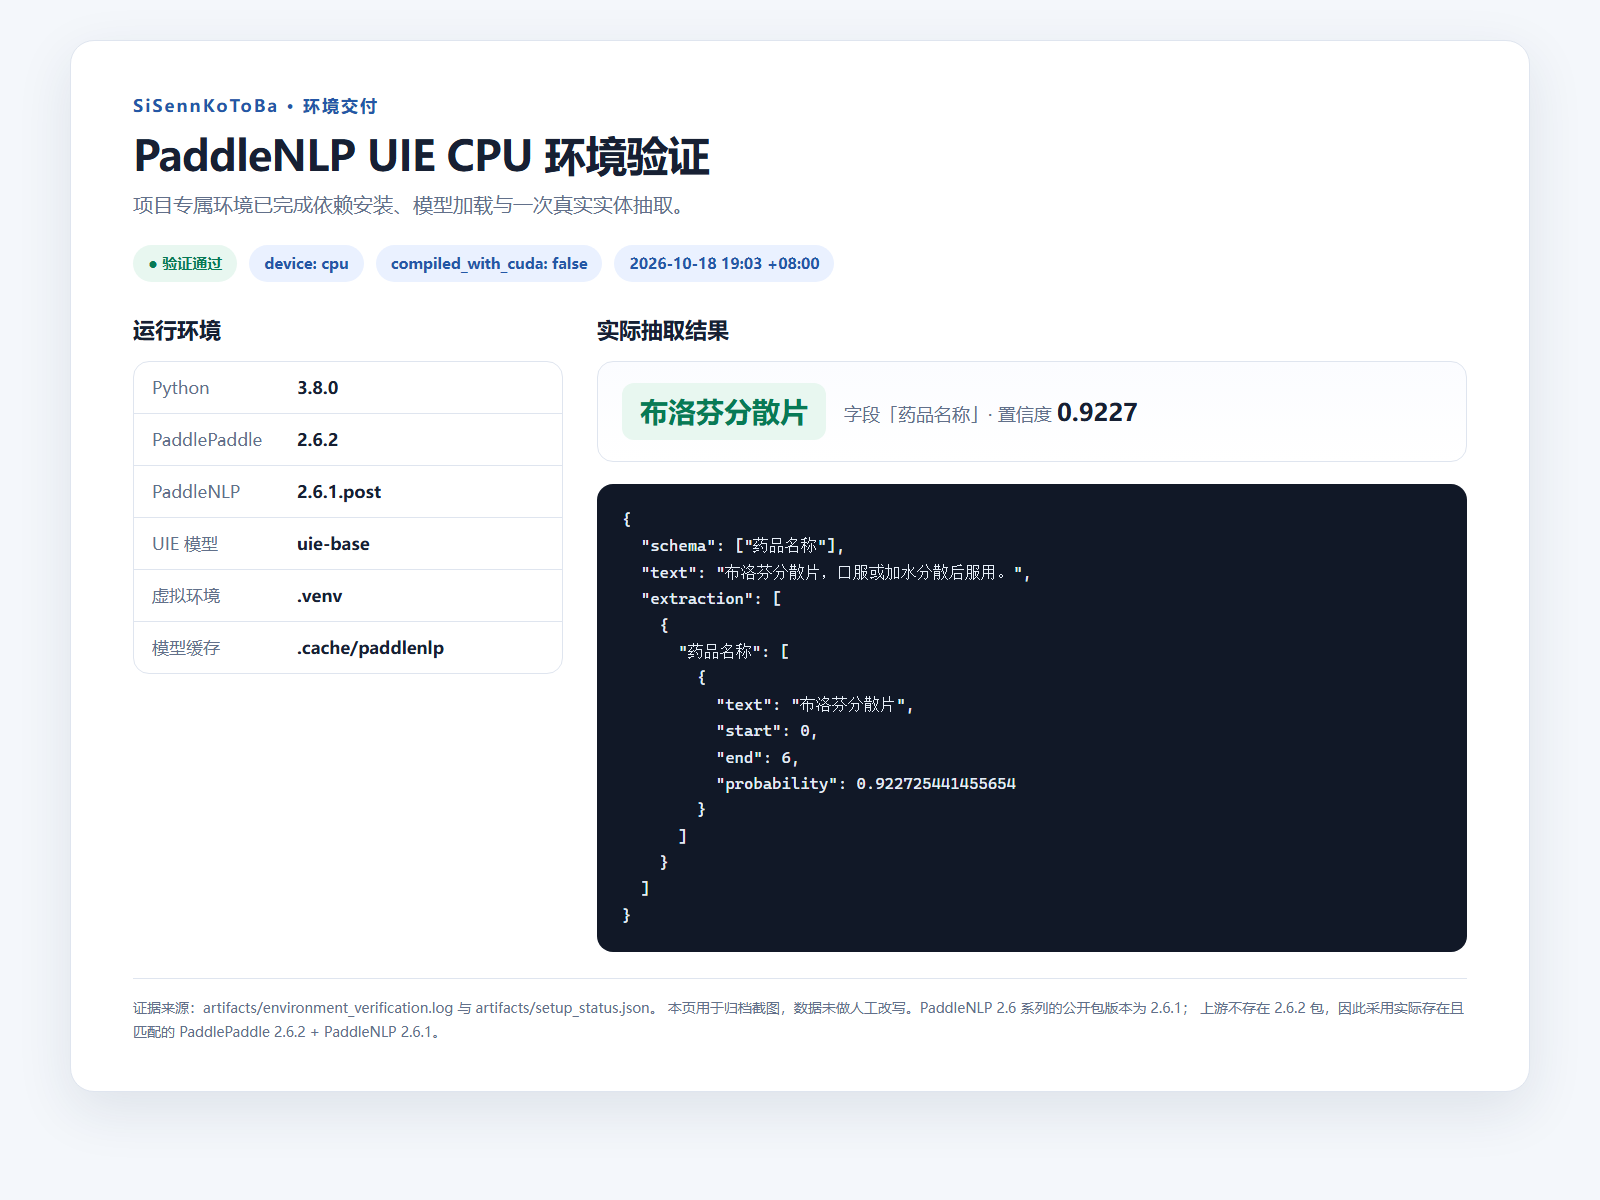 SiSennKoToBa • 环境交付
PaddleNLP UIE CPU 环境验证
项目专属环境已完成依赖安装、模型加载与一次真实实体抽取。
● 验证通过
device: cpu
compiled_with_cuda: false
2026-10-18 19:03 +08:00
运行环境
Python 3.8.0
PaddlePaddle 2.6.2
PaddleNLP 2.6.1.post
UIE 模型 uie-base
虚拟环境 .venv
模型缓存 .cache/paddlenlp
实际抽取结果
布洛芬分散片 字段「药品名称」· 置信度 0.9227
{
  "schema": ["药品名称"],
  "text": "布洛芬分散片，口服或加水分散后服用。",
  "extraction": [
    {
      "药品名称": [
        {
          "text": "布洛芬分散片",
          "start": 0,
          "end": 6,
          "probability": 0.922725441455654
        }
      ]
    }
  ]
}
证据来源：artifacts/environment_verification.log 与 artifacts/setup_status.json。 本页用于归档截图，数据未做人工改写。PaddleNLP 2.6 系列的公开包版本为 2.6.1； 上游不存在 2.6.2 包，因此采用实际存在且
匹配的 PaddlePaddle 2.6.2 + PaddleNLP 2.6.1。